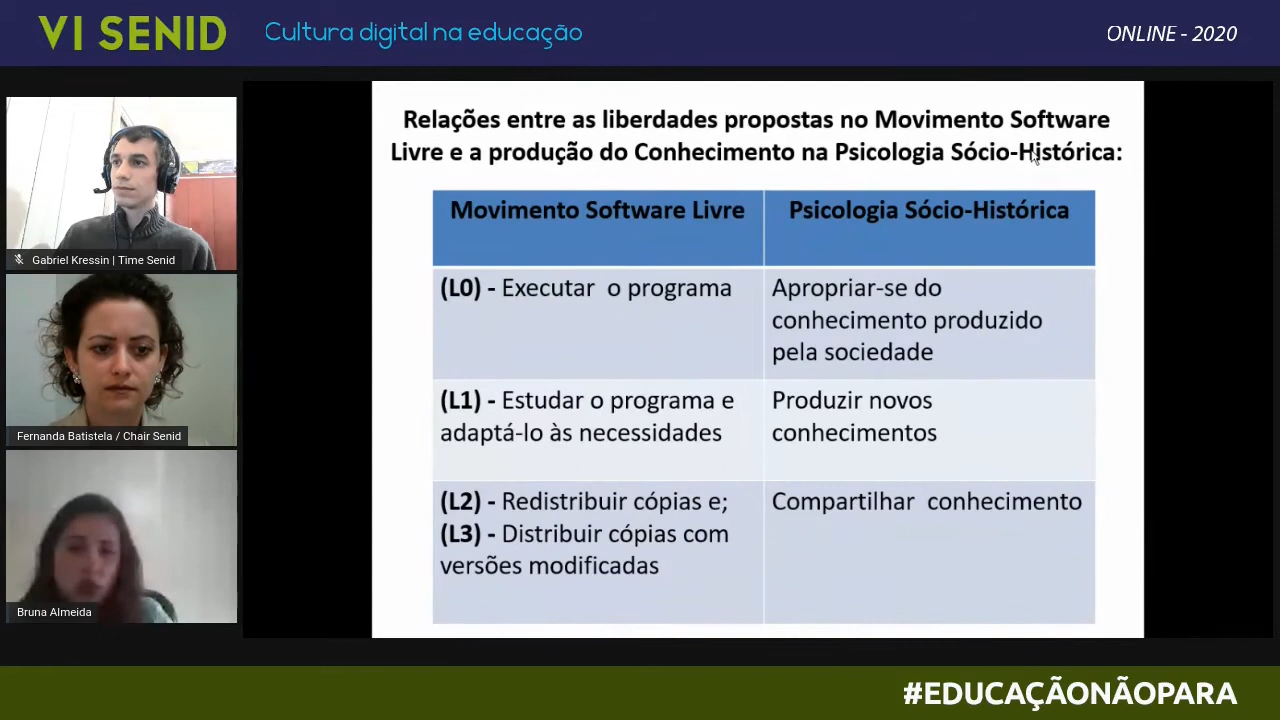 VI SENID
Cultura digital na educação
ONLINE - 2020
Gabriel Kressin | Time Senid
Fernanda Batistela / Chair Senid
Bruna Almeida
Relações entre as liberdades propostas no Movimento Software
Livre e a produção do Conhecimento na Psicologia Sócio-Histórica:
Movimento Software Livre
Psicologia Sócio-Histórica
(L0) - Executar o programa
Apropriar-se do
conhecimento produzido
pela sociedade
(L1) - Estudar o programa e
adaptá-lo às necessidades
Produzir novos
conhecimentos
(L2) - Redistribuir cópias e;
(L3) - Distribuir cópias com
versões modificadas
Compartilhar conhecimento
#EDUCAÇÃONÃOPARA